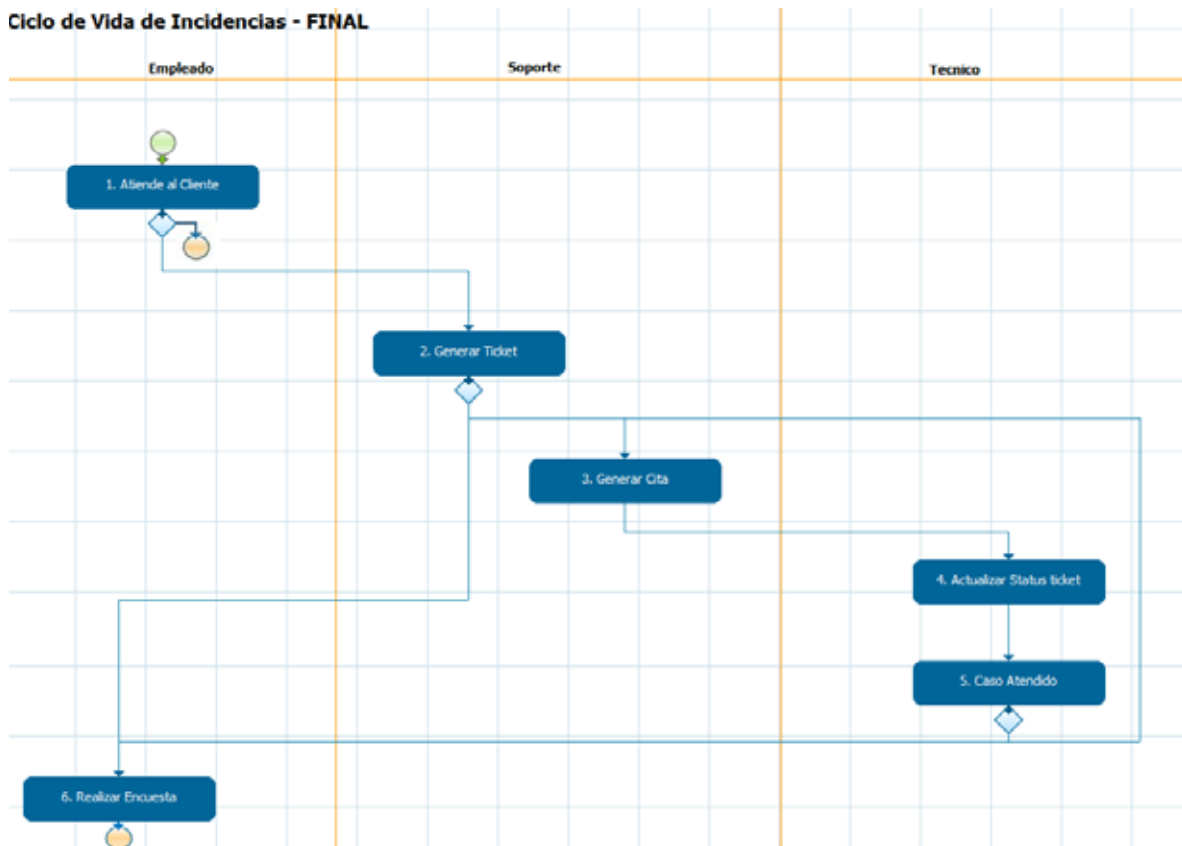 Ciclo de Vida de Incidencias - FINAL
Empleado
Soporte
Tecnico
1. Atiende al Cliente
2. Generar Ticket
3. Generar Cita
4. Actualizar Status ticket
5. Caso Atendido
6. Realizar Encuesta